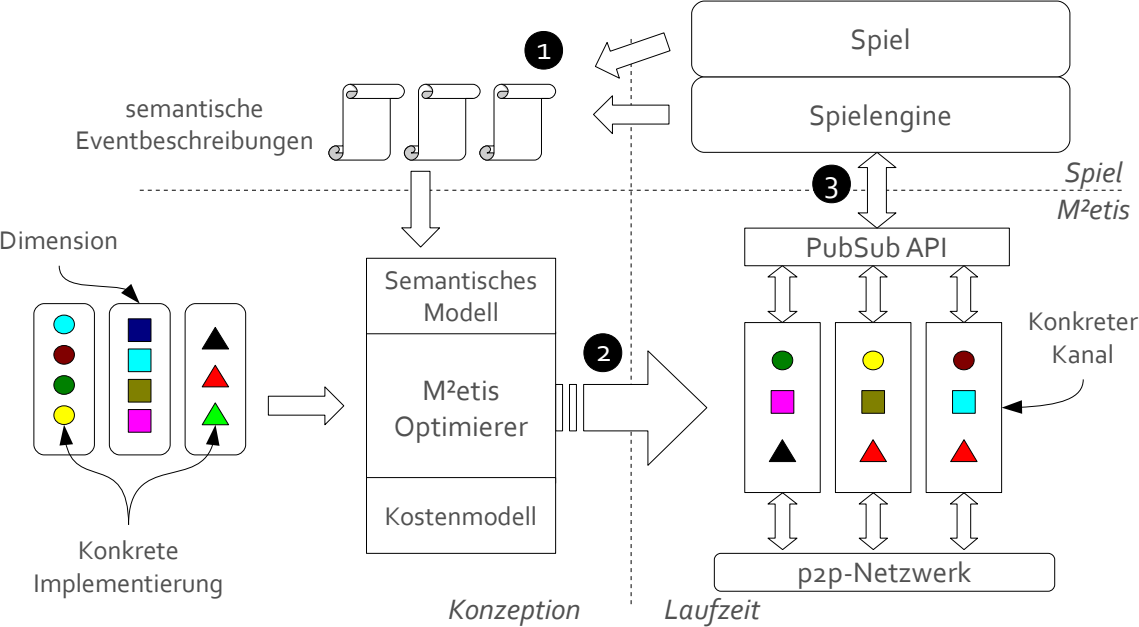 1
Spiel
semantische
Eventbeschreibungen
Spielengine
3
Spiel
M²etis
Dimension
PubSub API
Semantisches
Modell
Konkreter
Kanal
2
M²etis
Optimierer
Kostenmodell
Konkrete
Implementierung
p2p-Netzwerk
Konzeption
Laufzeit